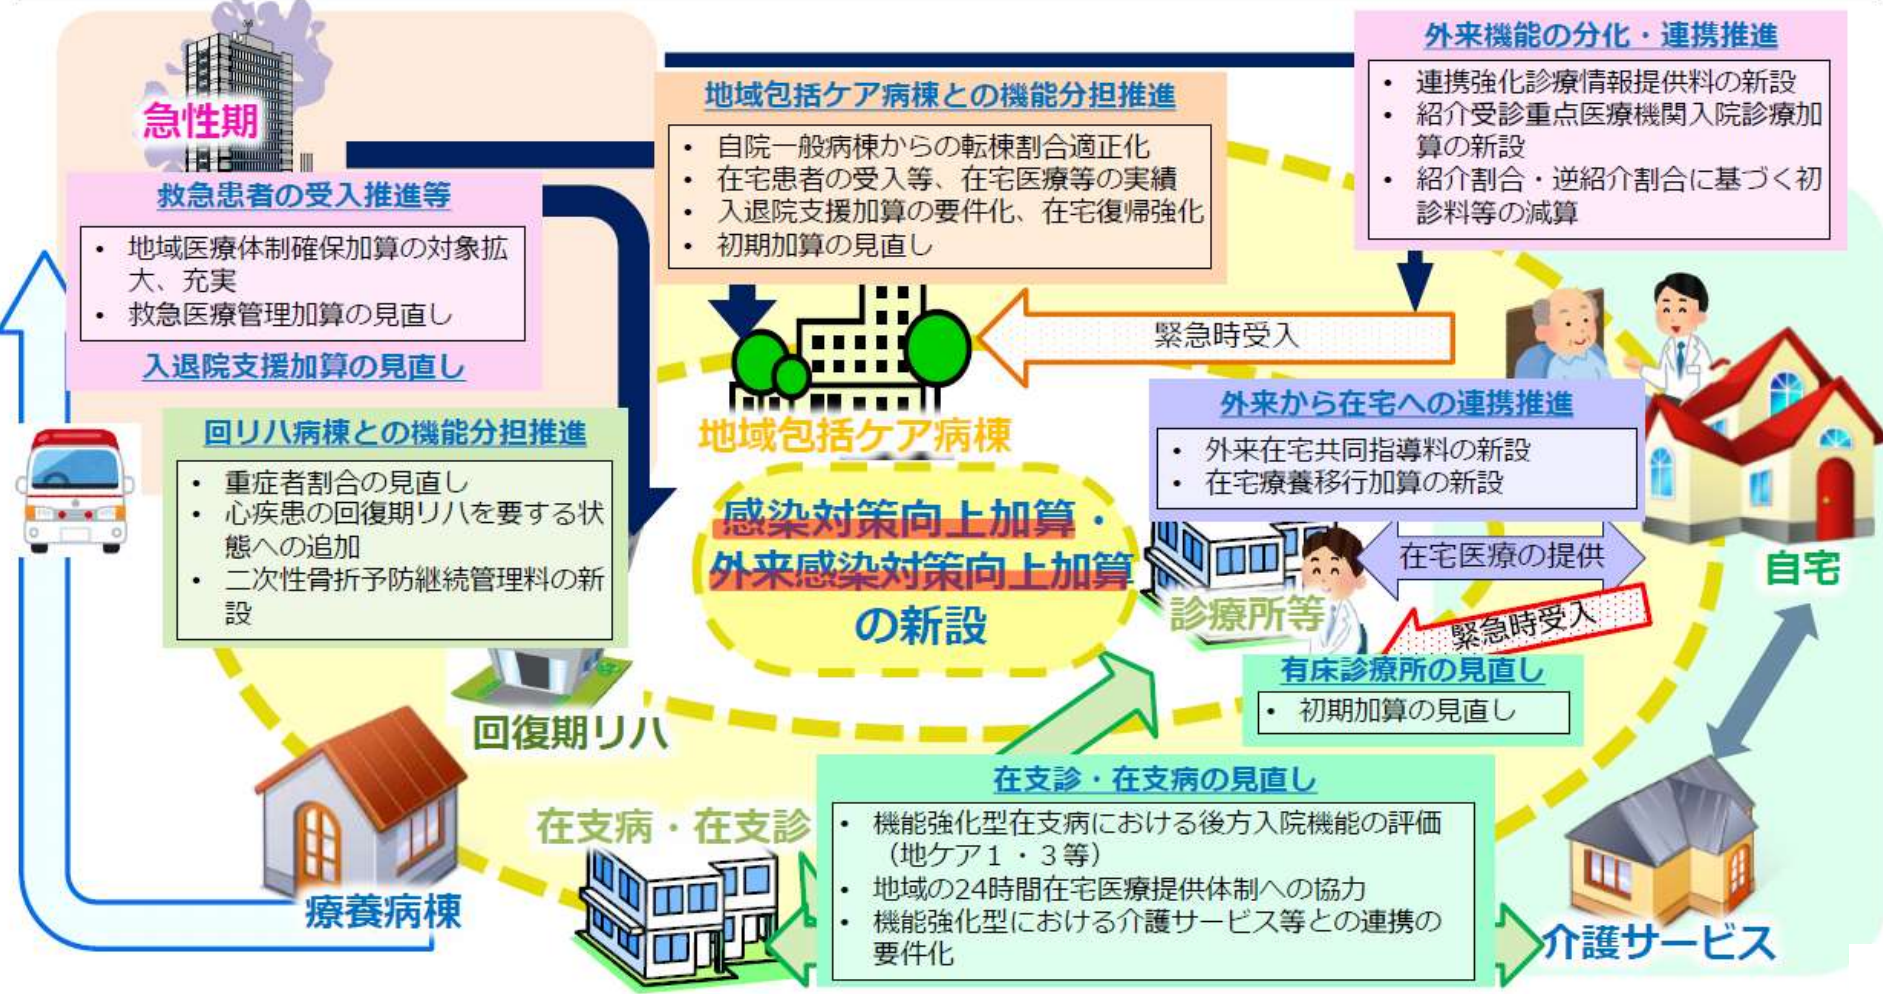 急性期
救急患者の受入推進等
• 地域医療体制確保加算の対象拡
大、充実
• 救急医療管理加算の見直し
入退院支援加算の見直し
地域包括ケア病棟との機能分担推進
• 自院一般病棟からの転棟割合適正化
• 在宅患者の受入等、在宅医療等の実績
• 入退院支援加算の要件化、在宅復帰強化
• 初期加算の見直し
外来機能の分化・連携推進
• 連携強化診療情報提供料の新設
• 紹介受診重点医療機関入院診療加
算の新設
• 紹介割合・逆紹介割合に基づく初
診料等の減算
緊急時受入
地域包括ケア病棟
回リハ病棟との機能分担推進
• 重症者割合の見直し
• 心疾患の回復期リハを要する状
態への追加
• 二次性骨折予防継続管理料の新
設
回復期リハ
感染対策向上加算・
外来感染対策向上加算
の新設
外来から在宅への連携推進
• 外来在宅共同指導料の新設
• 在宅療養移行加算の新設
在宅医療の提供
自宅
診療所等
緊急時受入
有床診療所の見直し
• 初期加算の見直し
療養病棟
在支病・在支診
在支診・在支病の見直し
• 機能強化型在支病における後方入院機能の評価
（地ケア１・３等）
• 地域の24時間在宅医療提供体制への協力
• 機能強化型における介護サービス等との連携の
要件化
介護サービス